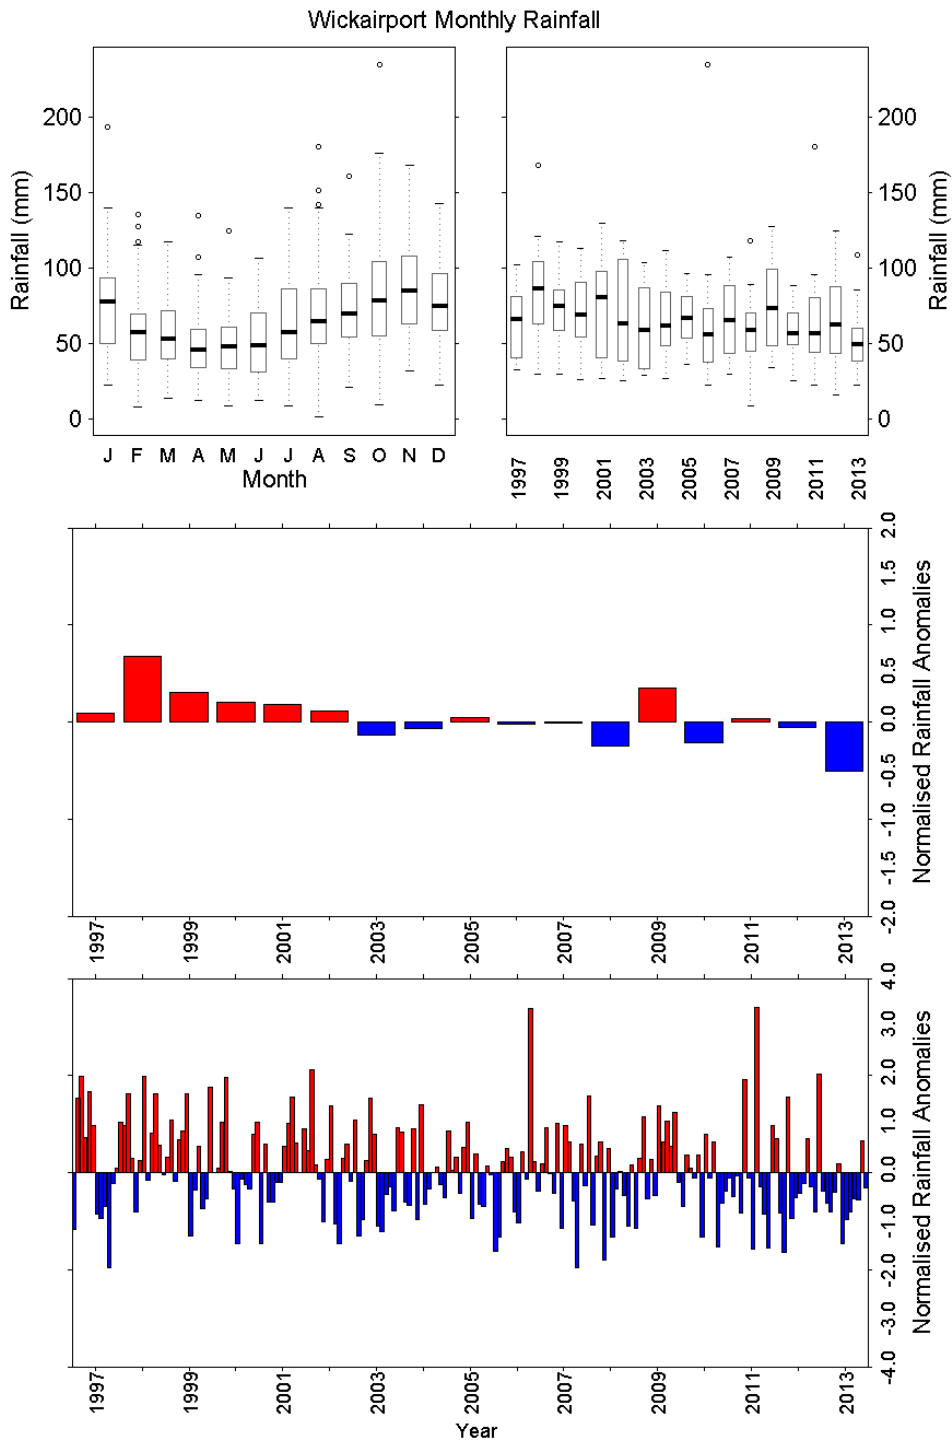 Wickairport Monthly Rainfall
Rainfall (mm)
200
150
100
50
0
J F M A M J J A S O N D
Month
200
150
100
50
0
Rainfall (mm)
1997 1999 2001 2003 2005 2007 2009 2011 2013
2.0
1.5
1.0
0.5
0.0
-0.5
-1.0
-1.5
-2.0
Normalised Rainfall Anomalies
1997 1999 2001 2003 2005 2007 2009 2011 2013
4.0
3.0
2.0
1.0
0.0
-1.0
-2.0
-3.0
-4.0
Normalised Rainfall Anomalies
1997 1999 2001 2003 2005 2007 2009 2011 2013
Year